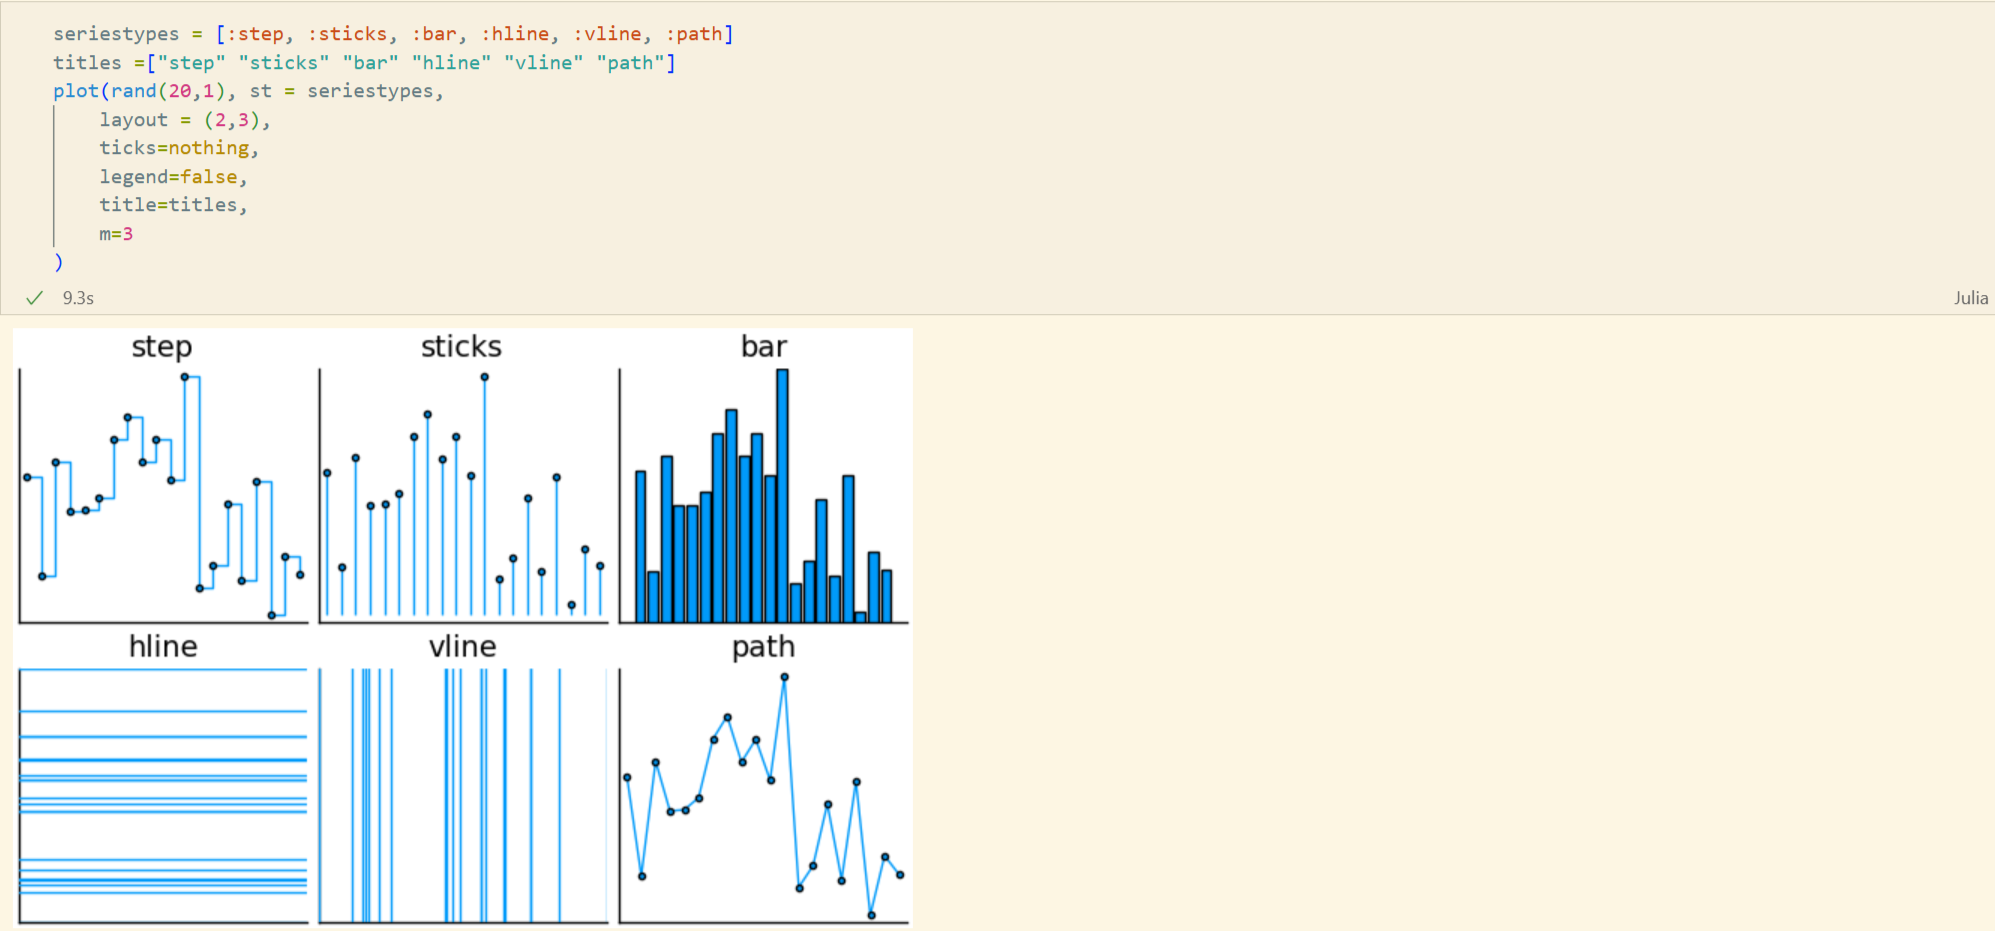 seriestypes = [:step, :sticks, :bar, :hline, :vline, :path]
titles =["step" "sticks" "bar" "hline" "vline" "path"]
plot(rand(20,1), st = seriestypes,
    layout = (2,3),
    ticks=nothing,
    legend=false,
    title=titles,
    m=3
)
9.3s
Julia
step
sticks
bar
hline
vline
path